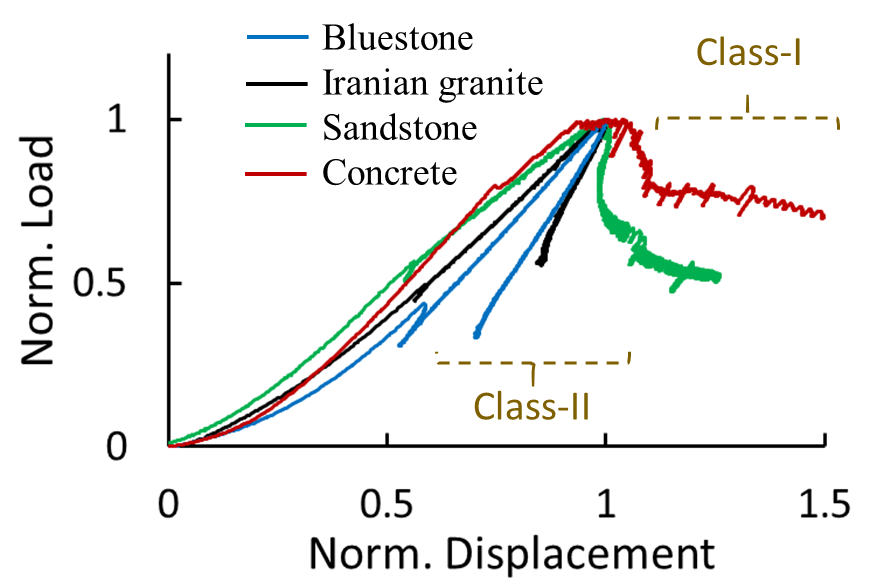 Bluestone
Iranian granite
Sandstone
Concrete
Class-I
Class-II
Norm. Load
1
0.5
0
0 0.5 1 1.5
Norm. Displacement